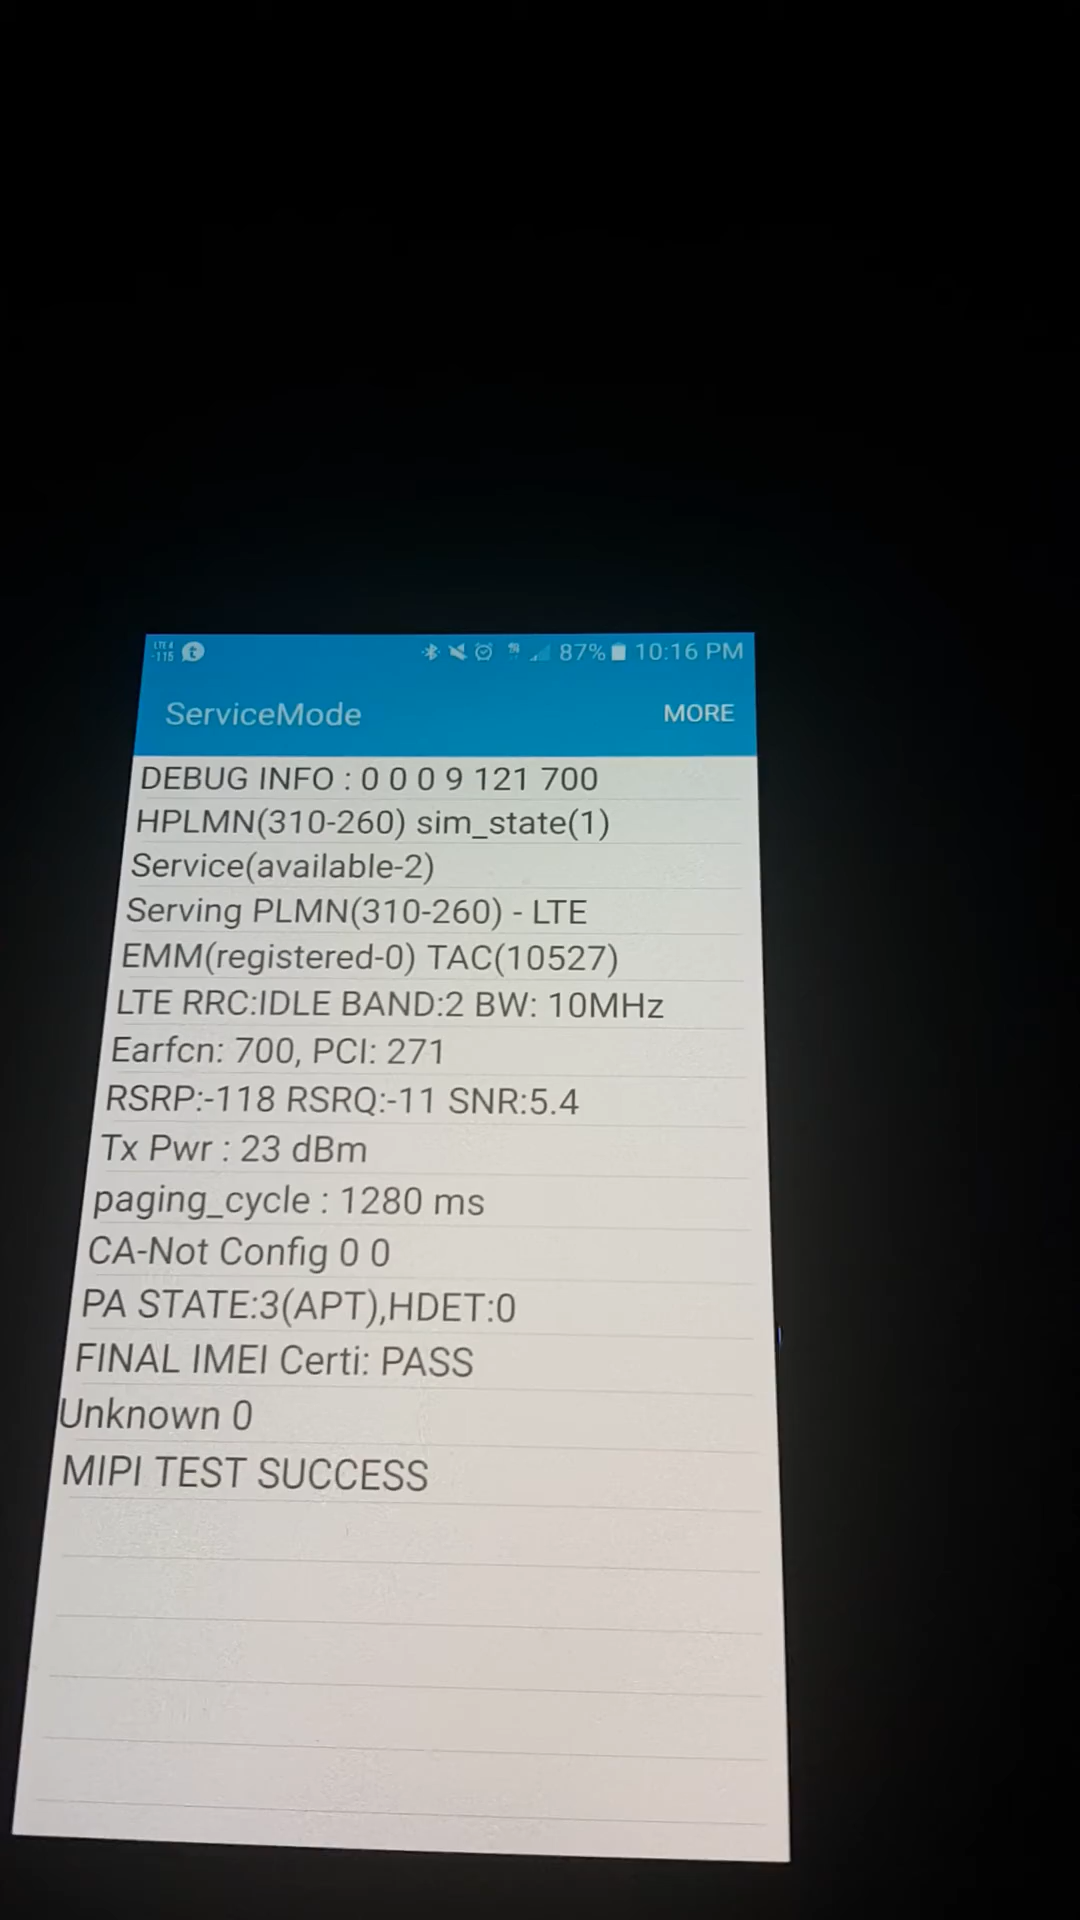 LTE 4
-115
87% 10:16 PM
ServiceMode
MORE
DEBUG INFO : 0 0 0 9 121 700
HPLMN(310-260) sim_state(1)
Service(available-2)
Serving PLMN(310-260) - LTE
EMM(registered-0) TAC(10527)
LTE RRC:IDLE BAND:2 BW: 10MHz
Earfcn: 700, PCI: 271
RSRP:-118 RSRQ:-11 SNR:5.4
Tx Pwr : 23 dBm
paging_cycle : 1280 ms
CA-Not Config 0 0
PA STATE:3(APT),HDET:0
FINAL IMEI Certi: PASS
Unknown 0
MIPI TEST SUCCESS